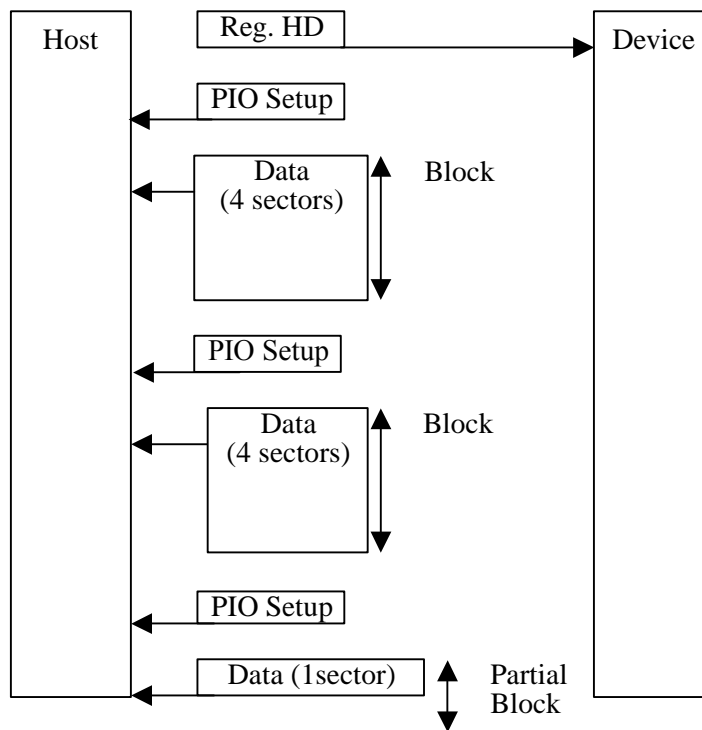 Host
Reg. HD
Device
PIO Setup
Data
(4 sectors)
Block
PIO Setup
Data
(4 sectors)
Block
PIO Setup
Data (1sector)
Partial
Block